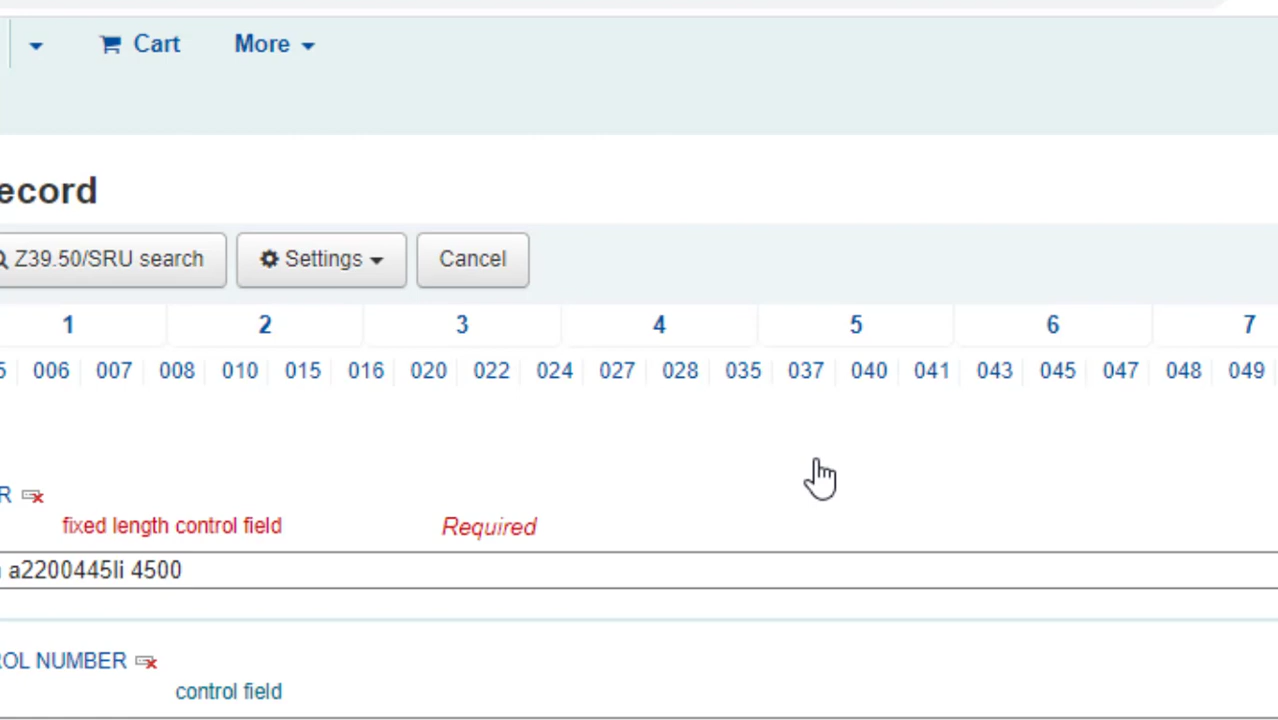 Cart More
ecord
Z39.50/SRU search Settings Cancel
1 2 3 4 5 6 7
5 006 007 008 010 015 016 020 022 024 027 028 035 037 040 041 043 045 047 048 049
R
fixed length control field Required
a2200445li 4500
ROL NUMBER
control field